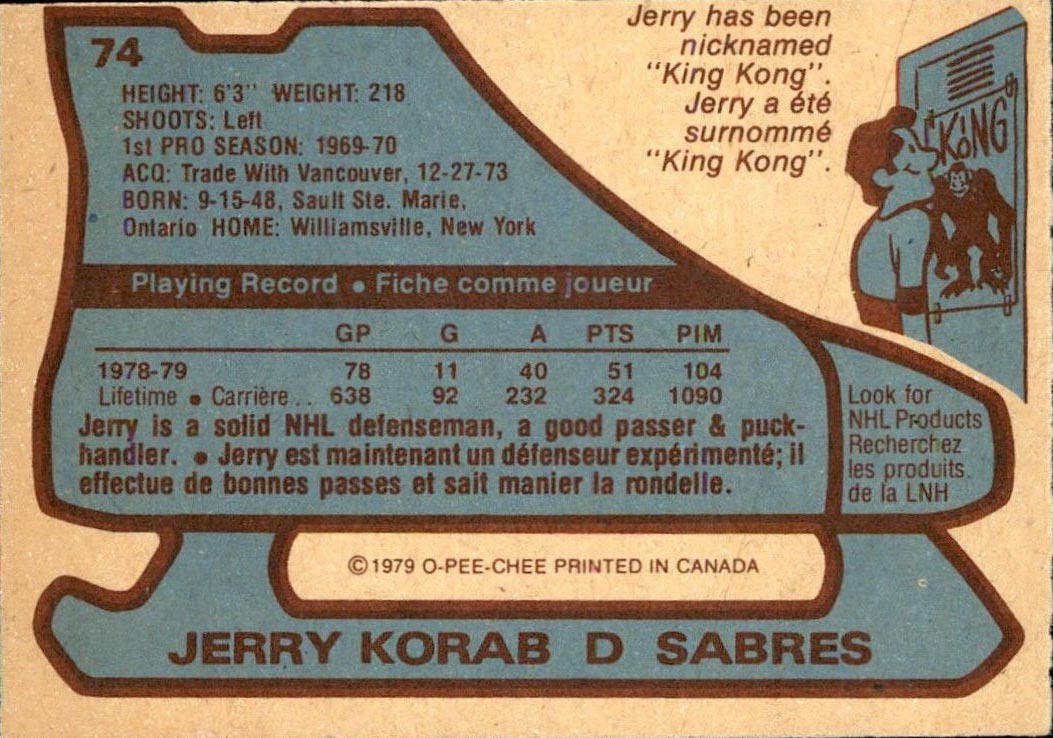 74
HEIGHT: 6'3" WEIGHT: 218
SHOOTS: Left
1st PRO SEASON: 1969-70
ACQ: Trade With Vancouver, 12-27-73
BORN: 9-15-48, Sault Ste. Marie,
Ontario HOME: Williamsville, New York
Jerry has been
nicknamed
"King Kong".
Jerry a été
surnommé
"King Kong".
KONG
Playing Record • Fiche comme joueur
GP G A PTS PIM
1978-79 78 11 40 51 104
Lifetime • Carrière.. 638 92 232 324 1090
Jerry is a solid NHL defenseman, a good passer & puck-
handler. • Jerry est maintenant un défenseur expérimenté; il
effectue de bonnes passes et sait manier la rondelle.
Look for
NHL Products
Recherchez
les produits
de la LNH
©1979 O-PEE-CHEE PRINTED IN CANADA
JERRY KORAB D SABRES